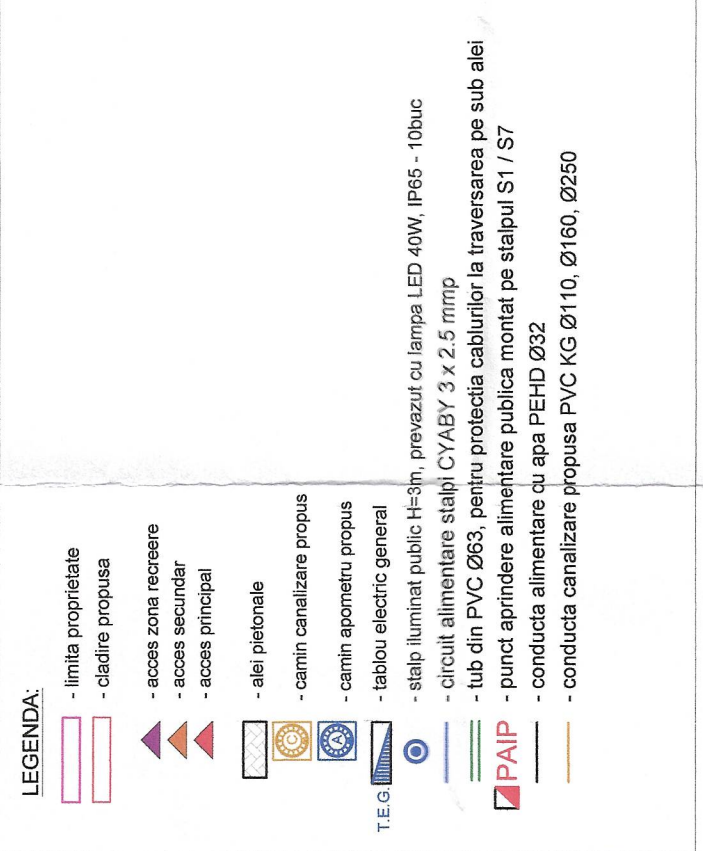 LEGENDA:
- limita proprietate
- cladire propusa
- acces zona recreere
- acces secundar
- acces principal
- alei pietonale
C - camin canalizare propus
A - camin apometru propus
T.E.G. - tablou electric general
- stalp iluminat public H=3m, prevazut cu lampa LED 40W, IP65 - 10buc
- circuit alimentare stalpi CYABY 3 x 2.5 mmp
- tub din PVC Ø63, pentru protectia cablurilor la traversarea pe sub alei
PAIP - punct aprindere alimentare publica montat pe stalpul S1 / S7
- conducta alimentare cu apa PEHD Ø32
- conducta canalizare propusa PVC KG Ø110, Ø160, Ø250